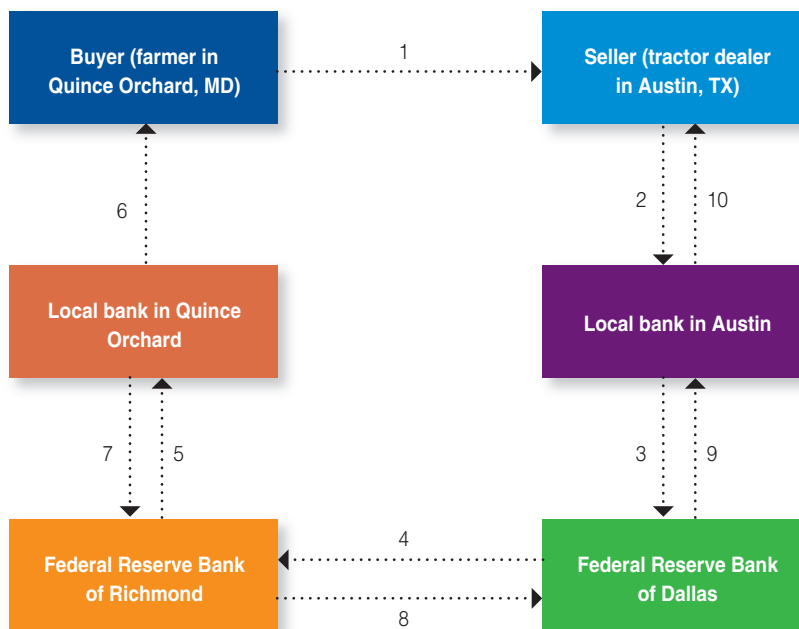 Buyer (farmer in
Quince Orchard, MD)
1
Seller (tractor dealer
in Austin, TX)
6
2
10
Local bank in Quince
Orchard
Local bank in Austin
7
5
3
9
Federal Reserve Bank
of Richmond
4
8
Federal Reserve Bank
of Dallas